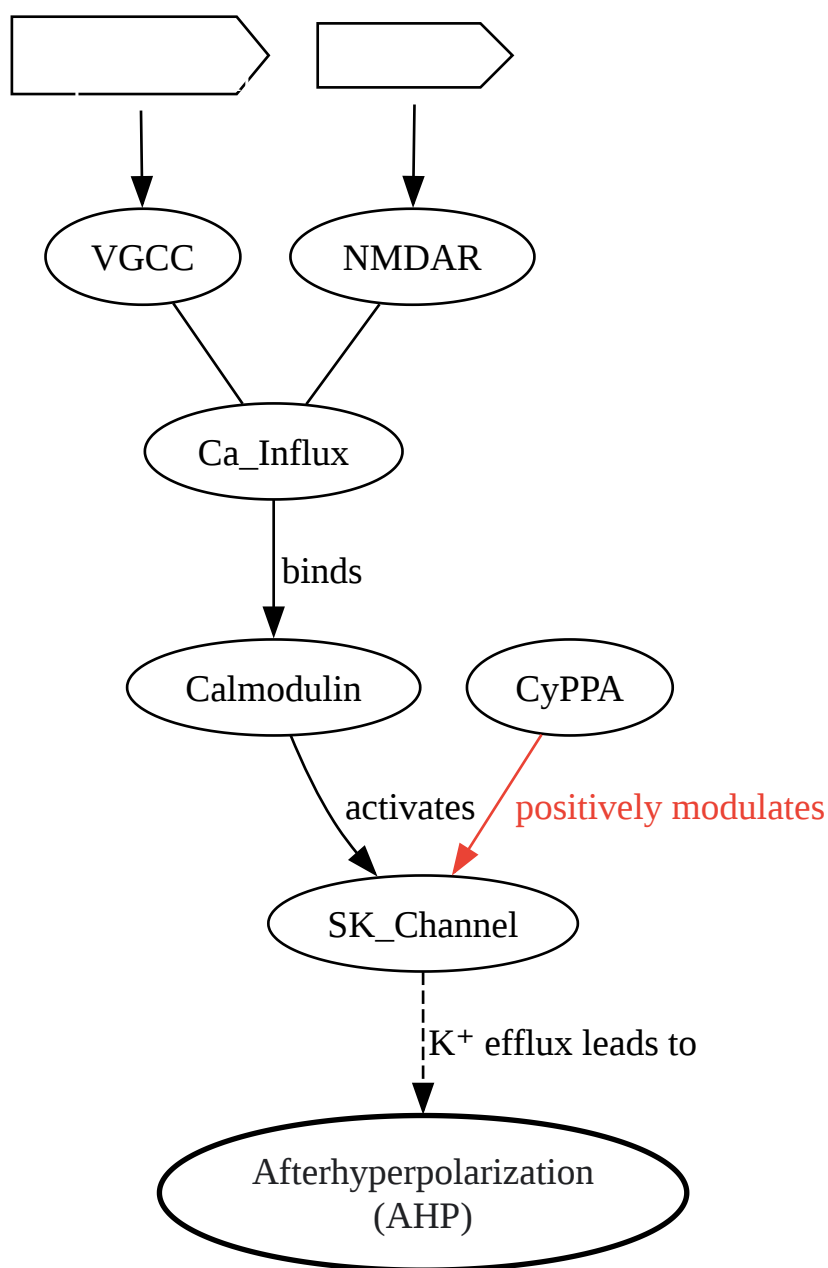 VGCC
NMDAR
Ca_Influx
binds
Calmodulin
CyPPA
activates
positively modulates
SK_Channel
K⁺ efflux leads to
Afterhyperpolarization
(AHP)